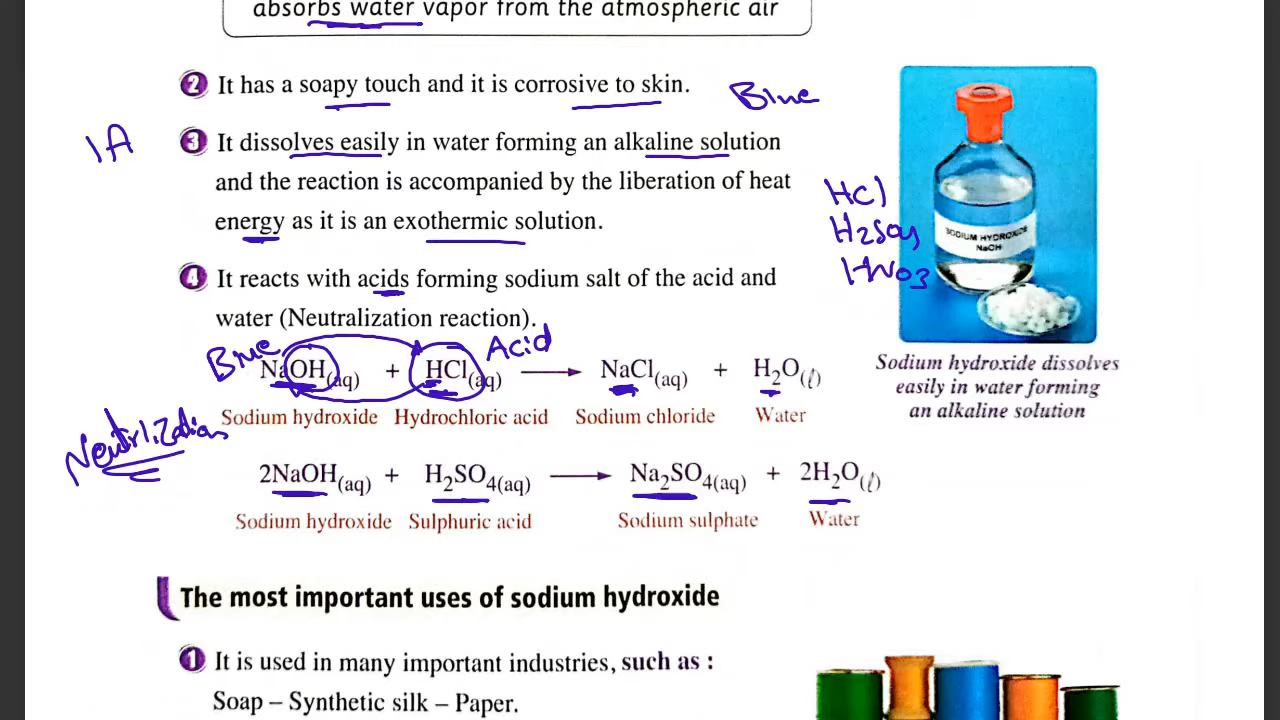 absorbs water vapor from the atmospheric air
2 It has a soapy touch and it is corrosive to skin.
Blue
1A
3 It dissolves easily in water forming an alkaline solution
and the reaction is accompanied by the liberation of heat
energy as it is an exothermic solution.
HCl
H2SO4
HNO3
SODIUM HYDROXIDE
NaOH
4 It reacts with acids forming sodium salt of the acid and
water (Neutralization reaction).
Blue
Acid
NaOH(aq) + HCl(aq) ⟶ NaCl(aq) + H₂O(l)
Sodium hydroxide Hydrochloric acid Sodium chloride Water
Sodium hydroxide dissolves
easily in water forming
an alkaline solution
2NaOH(aq) + H₂SO₄(aq) ⟶ Na₂SO₄(aq) + 2H₂O(l)
Sodium hydroxide Sulphuric acid Sodium sulphate Water
The most important uses of sodium hydroxide
1 It is used in many important industries, such as :
Soap – Synthetic silk – Paper.